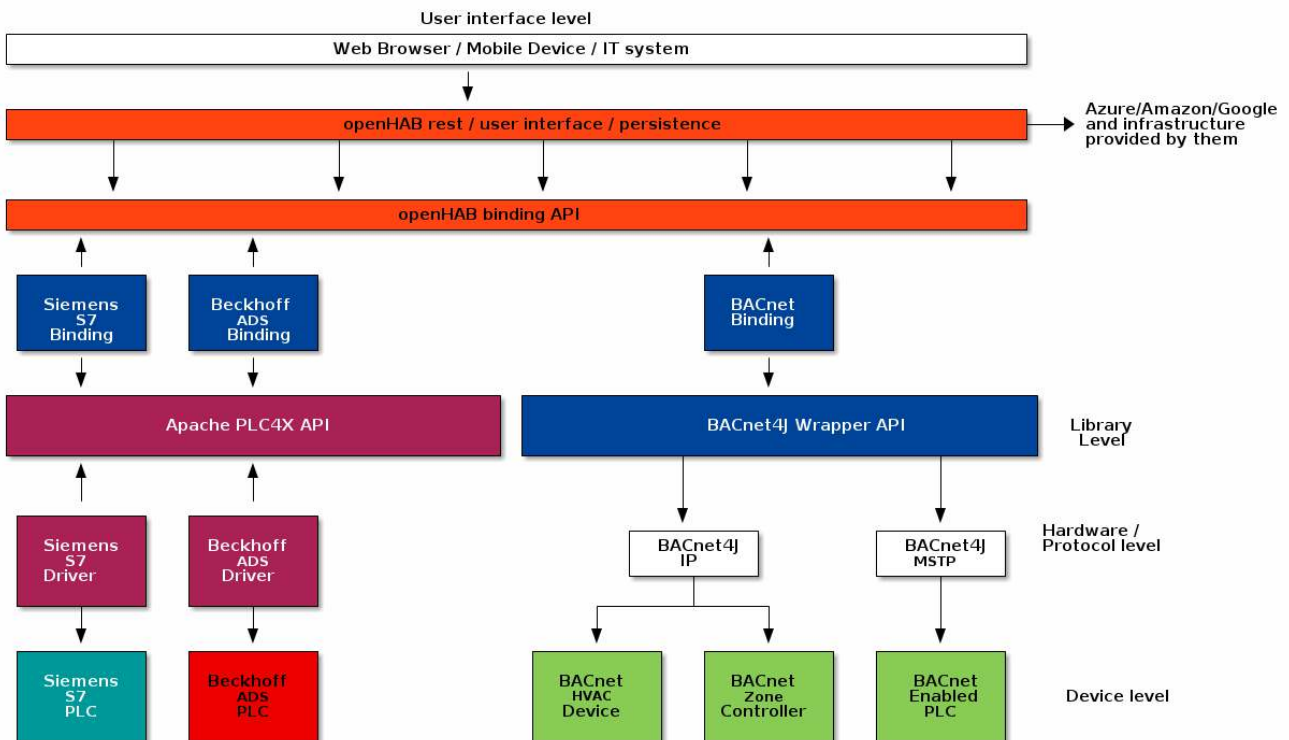 User interface level
Web Browser / Mobile Device / IT system
openHAB rest / user interface / persistence
Azure/Amazon/Google
and infrastructure
provided by them
openHAB binding API
Siemens
S7
Binding
Beckhoff
ADS
Binding
BACnet
Binding
Apache PLC4X API
BACnet4J Wrapper API
Library
Level
Siemens
S7
Driver
Beckhoff
ADS
Driver
BACnet4J
IP
BACnet4J
MSTP
Hardware /
Protocol level
Siemens
S7
PLC
Beckhoff
ADS
PLC
BACnet
HVAC
Device
BACnet
Zone
Controller
BACnet
Enabled
PLC
Device level